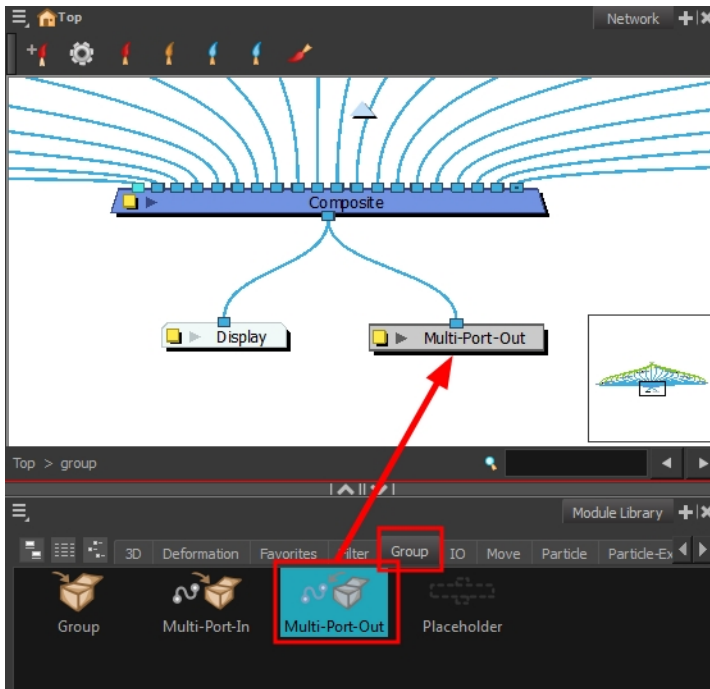 Top
Network
Composite
Display
Multi-Port-Out
Top > group
Module Library
3D Deformation Favorites Filter Group IO Move Particle Particle-Ex
Group Multi-Port-In Multi-Port-Out Placeholder